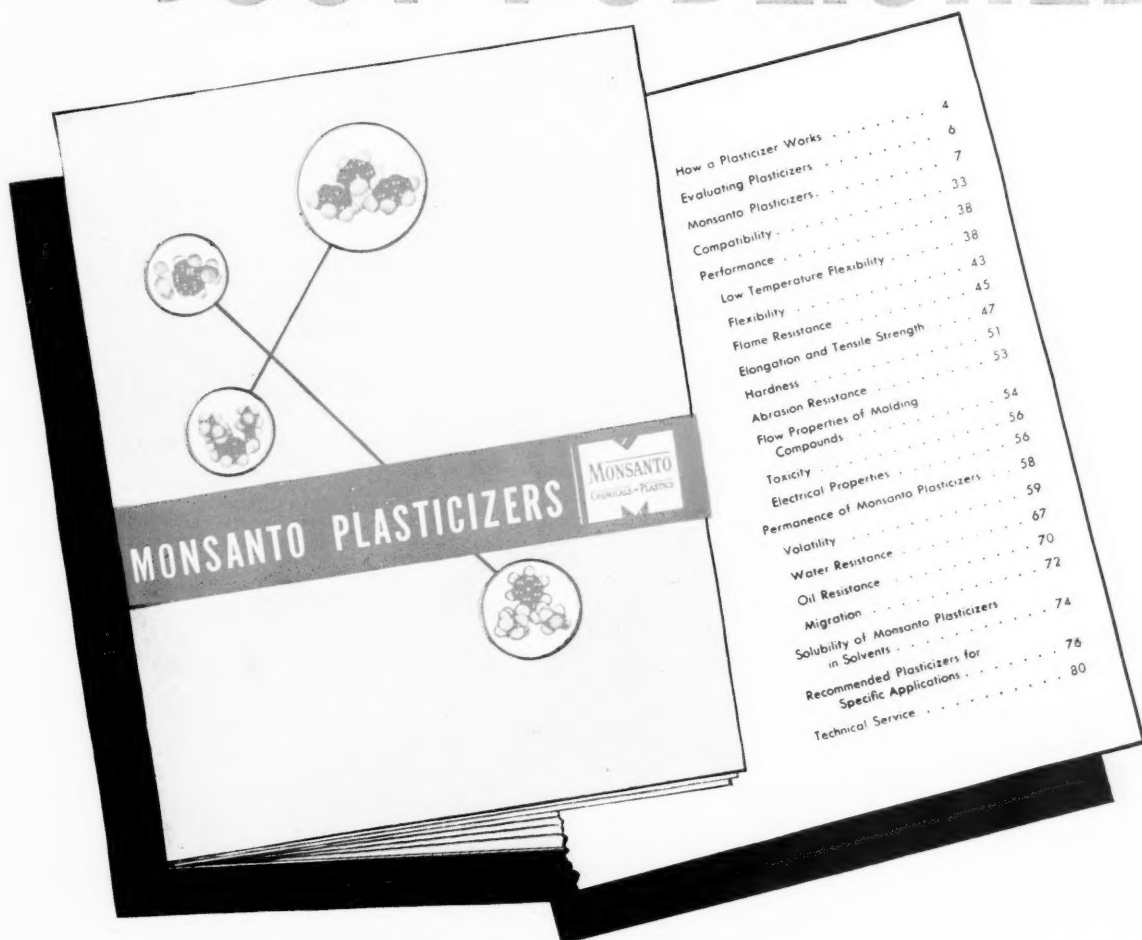 MONSANTO PLASTICIZERS
MONSANTO
CHEMICALS ~ PLASTICS
How a Plasticizer Works . . . . . . . . . 4
Evaluating Plasticizers . . . . . . . . . 6
Monsanto Plasticizers. . . . . . . . . . 7
Compatibility . . . . . . . . . . . . 33
Performance . . . . . . . . . . . . 38
Low Temperature Flexibility . . . . . . . 38
Flexibility . . . . . . . . . . . . . 43
Flame Resistance . . . . . . . . . . 45
Elongation and Tensile Strength . . . . 47
Hardness . . . . . . . . . . . . . 51
Abrasion Resistance . . . . . . . . . 53
Flow Properties of Molding
Compounds . . . . . . . . . . . 54
Toxicity . . . . . . . . . . . . . 56
Electrical Properties . . . . . . . . . 56
Permanence of Monsanto Plasticizers . . 58
Volatility . . . . . . . . . . . . . 59
Water Resistance . . . . . . . . . . 67
Oil Resistance . . . . . . . . . . . 70
Migration . . . . . . . . . . . . . 72
Solubility of Monsanto Plasticizers
in Solvents . . . . . . . . . . . . 74
Recommended Plasticizers for
Specific Applications . . . . . . . . 76
Technical Service . . . . . . . . . . 80